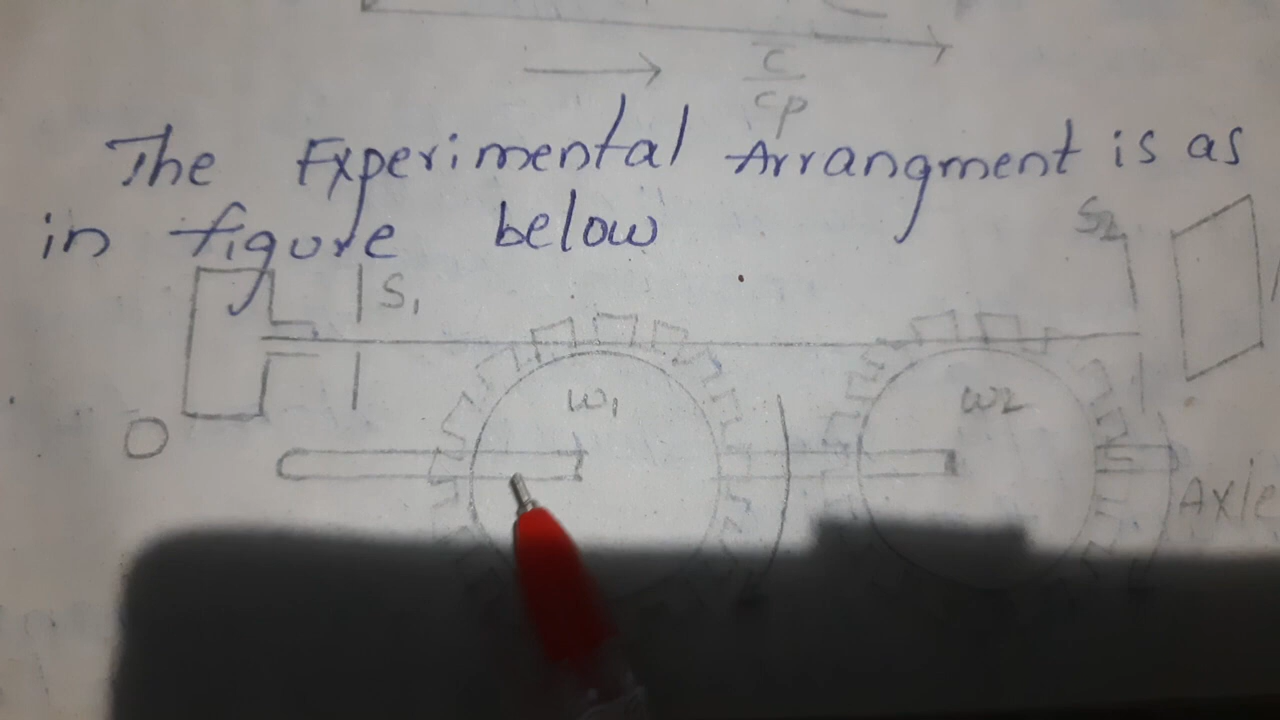 C
Cp
The Experimental Arrangment is as
in figure below
S1
S2
W1
W2
O
Axle